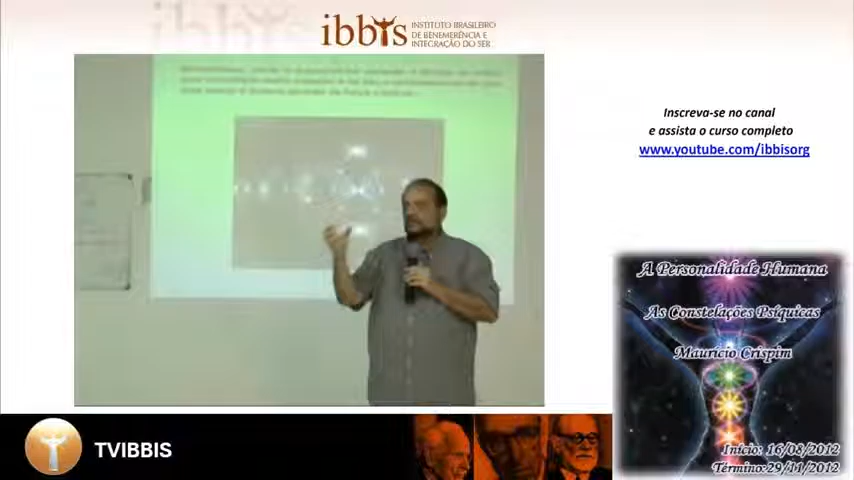 ibbis
INSTITUTO BRASILEIRO
DE BENEMERÊNCIA E
INTEGRAÇÃO DO SER
Inscreva-se no canal
e assista o curso completo
www.youtube.com/ibbisorg
A Personalidade Humana
As Constelações Psíquicas
Maurício Crispim
Início: 16/08/2012
Término:29/11/2012
TVIBBIS